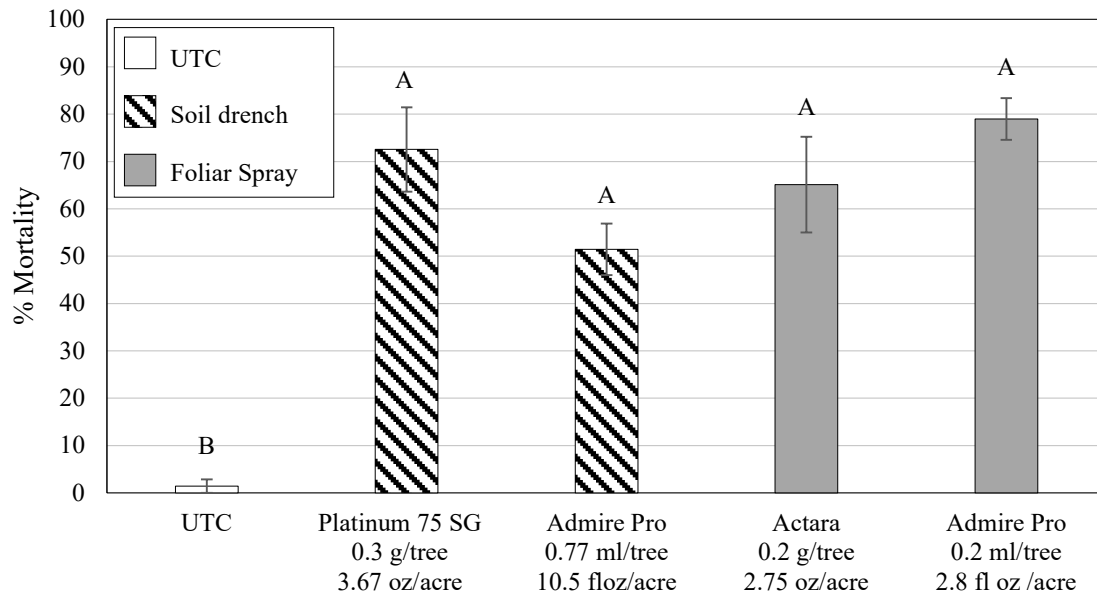 % Mortality
100
90
80
70
60
50
40
30
20
10
0
UTC
Soil drench
Foliar Spray
B
A
A
A
A
UTC
Platinum 75 SG
0.3 g/tree
3.67 oz/acre
Admire Pro
0.77 ml/tree
10.5 floz/acre
Actara
0.2 g/tree
2.75 oz/acre
Admire Pro
0.2 ml/tree
2.8 fl oz /acre